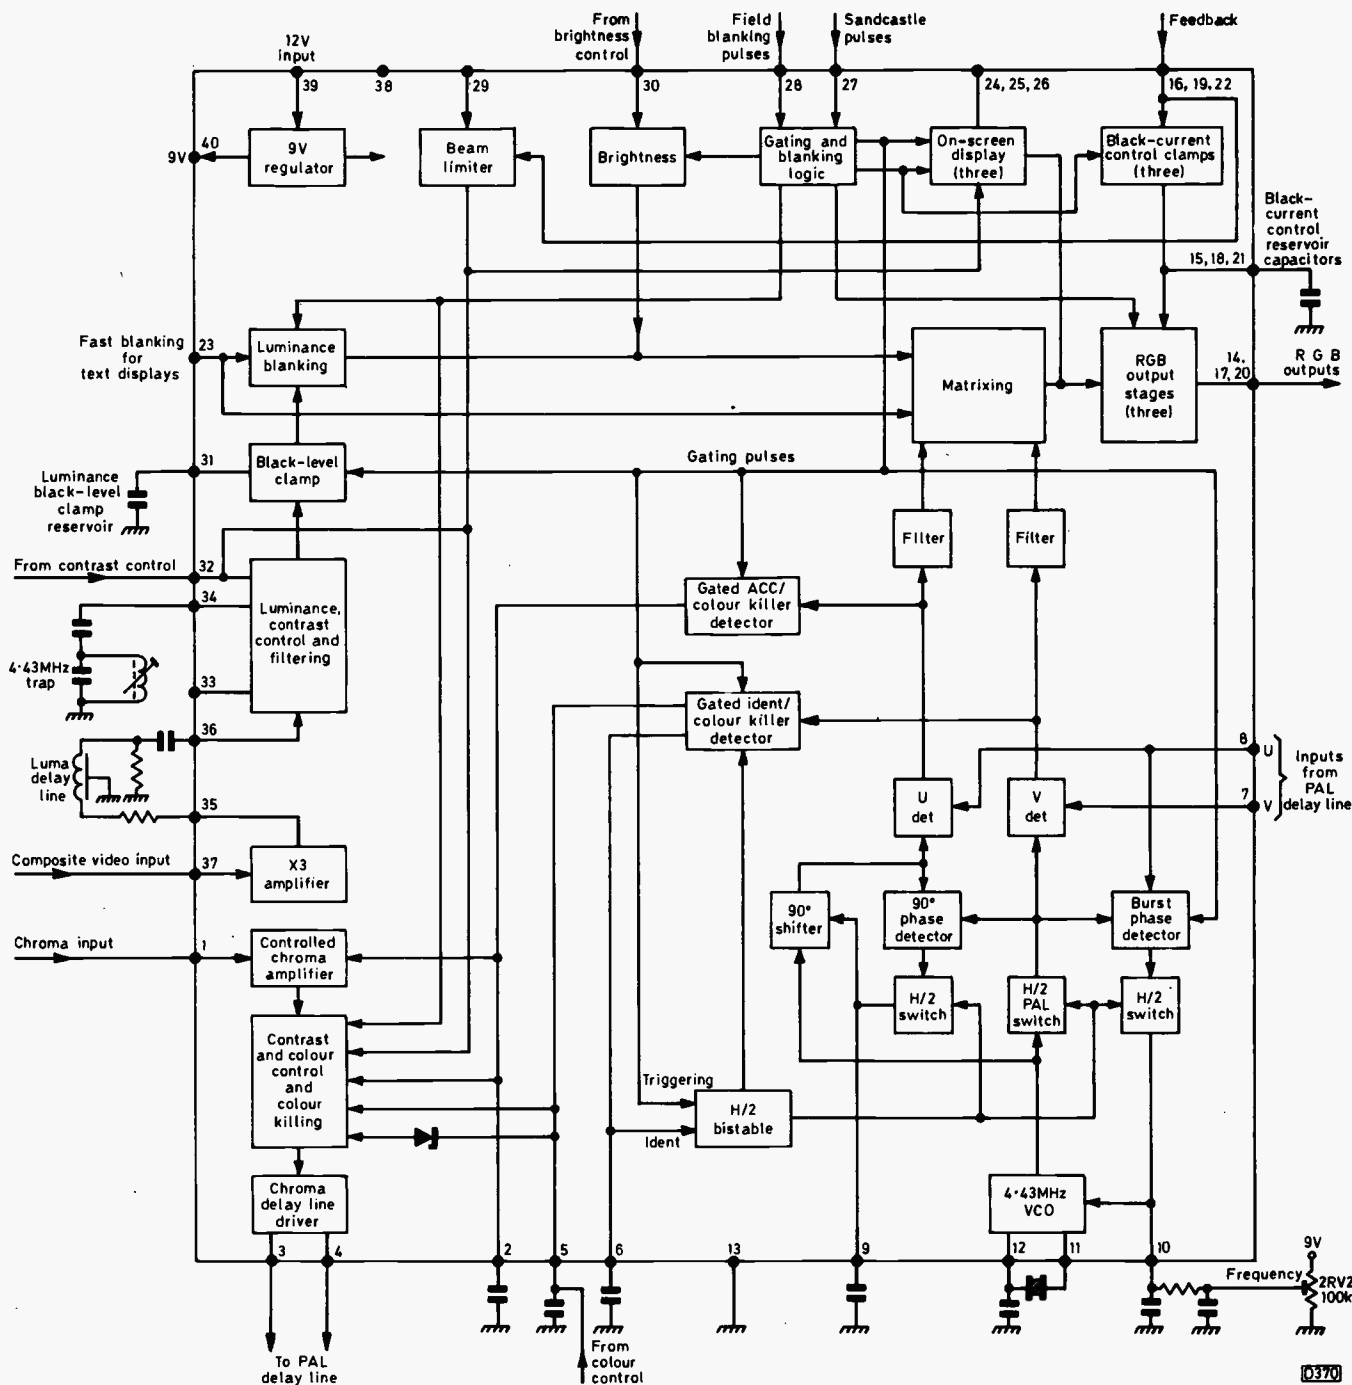 From
brightness
control
Field
blanking
pulses
Sandcastle
pulses
Feedback
12V
input
39
38
29
30
28
27
24, 25, 26
16, 19, 22
9V
40
9V
regulator
Beam
limiter
Brightness
Gating and
blanking
logic
On-screen
display
(three)
Black-current
control clamps
(three)
Black-
current
control
reservoir
capacitors
15, 18, 21
Fast blanking
for
text displays
23
Luminance
blanking
Matrixing
RGB
output
stages
(three)
14,
17, 20
R G B
outputs
Luminance
black-level
clamp
reservoir
31
Black-level
clamp
Gating pulses
Filter
Filter
From contrast control
32
34
4·43MHz
trap
33
36
Luminance,
contrast
control and
filtering
Gated ACC/
colour killer
detector
Gated ident/
colour killer
detector
Luma
delay
line
35
8
U
7
V
Inputs
from
PAL
delay line
U
det
V
det
Composite video input
37
X3
amplifier
Chroma input
1
Controlled
chroma
amplifier
90°
shifter
90°
phase
detector
Burst
phase
detector
H/2
switch
H/2
PAL
switch
H/2
switch
Contrast
and colour
control
and
colour
killing
Triggering
Ident
H/2
bistable
Chroma
delay line
driver
4·43MHz
VCO
3
4
2
5
6
13
9
12
11
10
9V
Frequency
2RV2
100k
To PAL
delay line
From
colour
control
D370